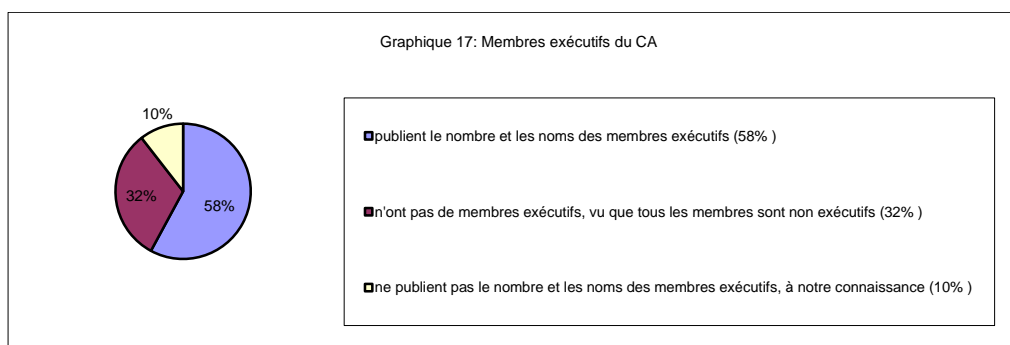 Graphique 17: Membres exécutifs du CA
10%
32%
58%
publient le nombre et les noms des membres exécutifs (58% )
n'ont pas de membres exécutifs, vu que tous les membres sont non exécutifs (32% )
ne publient pas le nombre et les noms des membres exécutifs, à notre connaissance (10% )